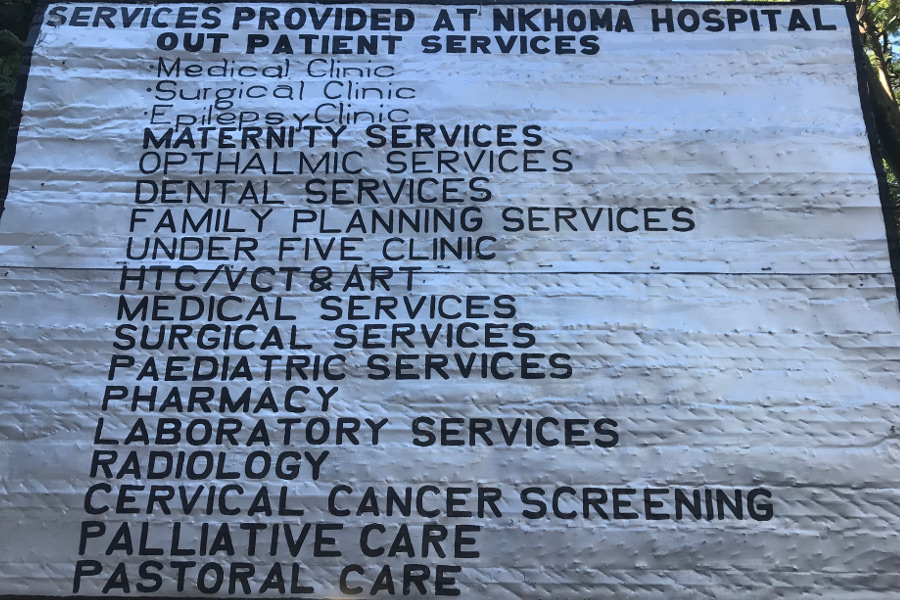 SERVICES PROVIDED AT NKHOMA HOSPITAL
OUT PATIENT SERVICES
·Medical Clinic
·Surgical Clinic
·Epilepsy Clinic
MATERNITY SERVICES
OPTHALMIC SERVICES
DENTAL SERVICES
FAMILY PLANNING SERVICES
UNDER FIVE CLINIC
HTC/VCT & ART
MEDICAL SERVICES
SURGICAL SERVICES
PAEDIATRIC SERVICES
PHARMACY
LABORATORY SERVICES
RADIOLOGY
CERVICAL CANCER SCREENING
PALLIATIVE CARE
PASTORAL CARE